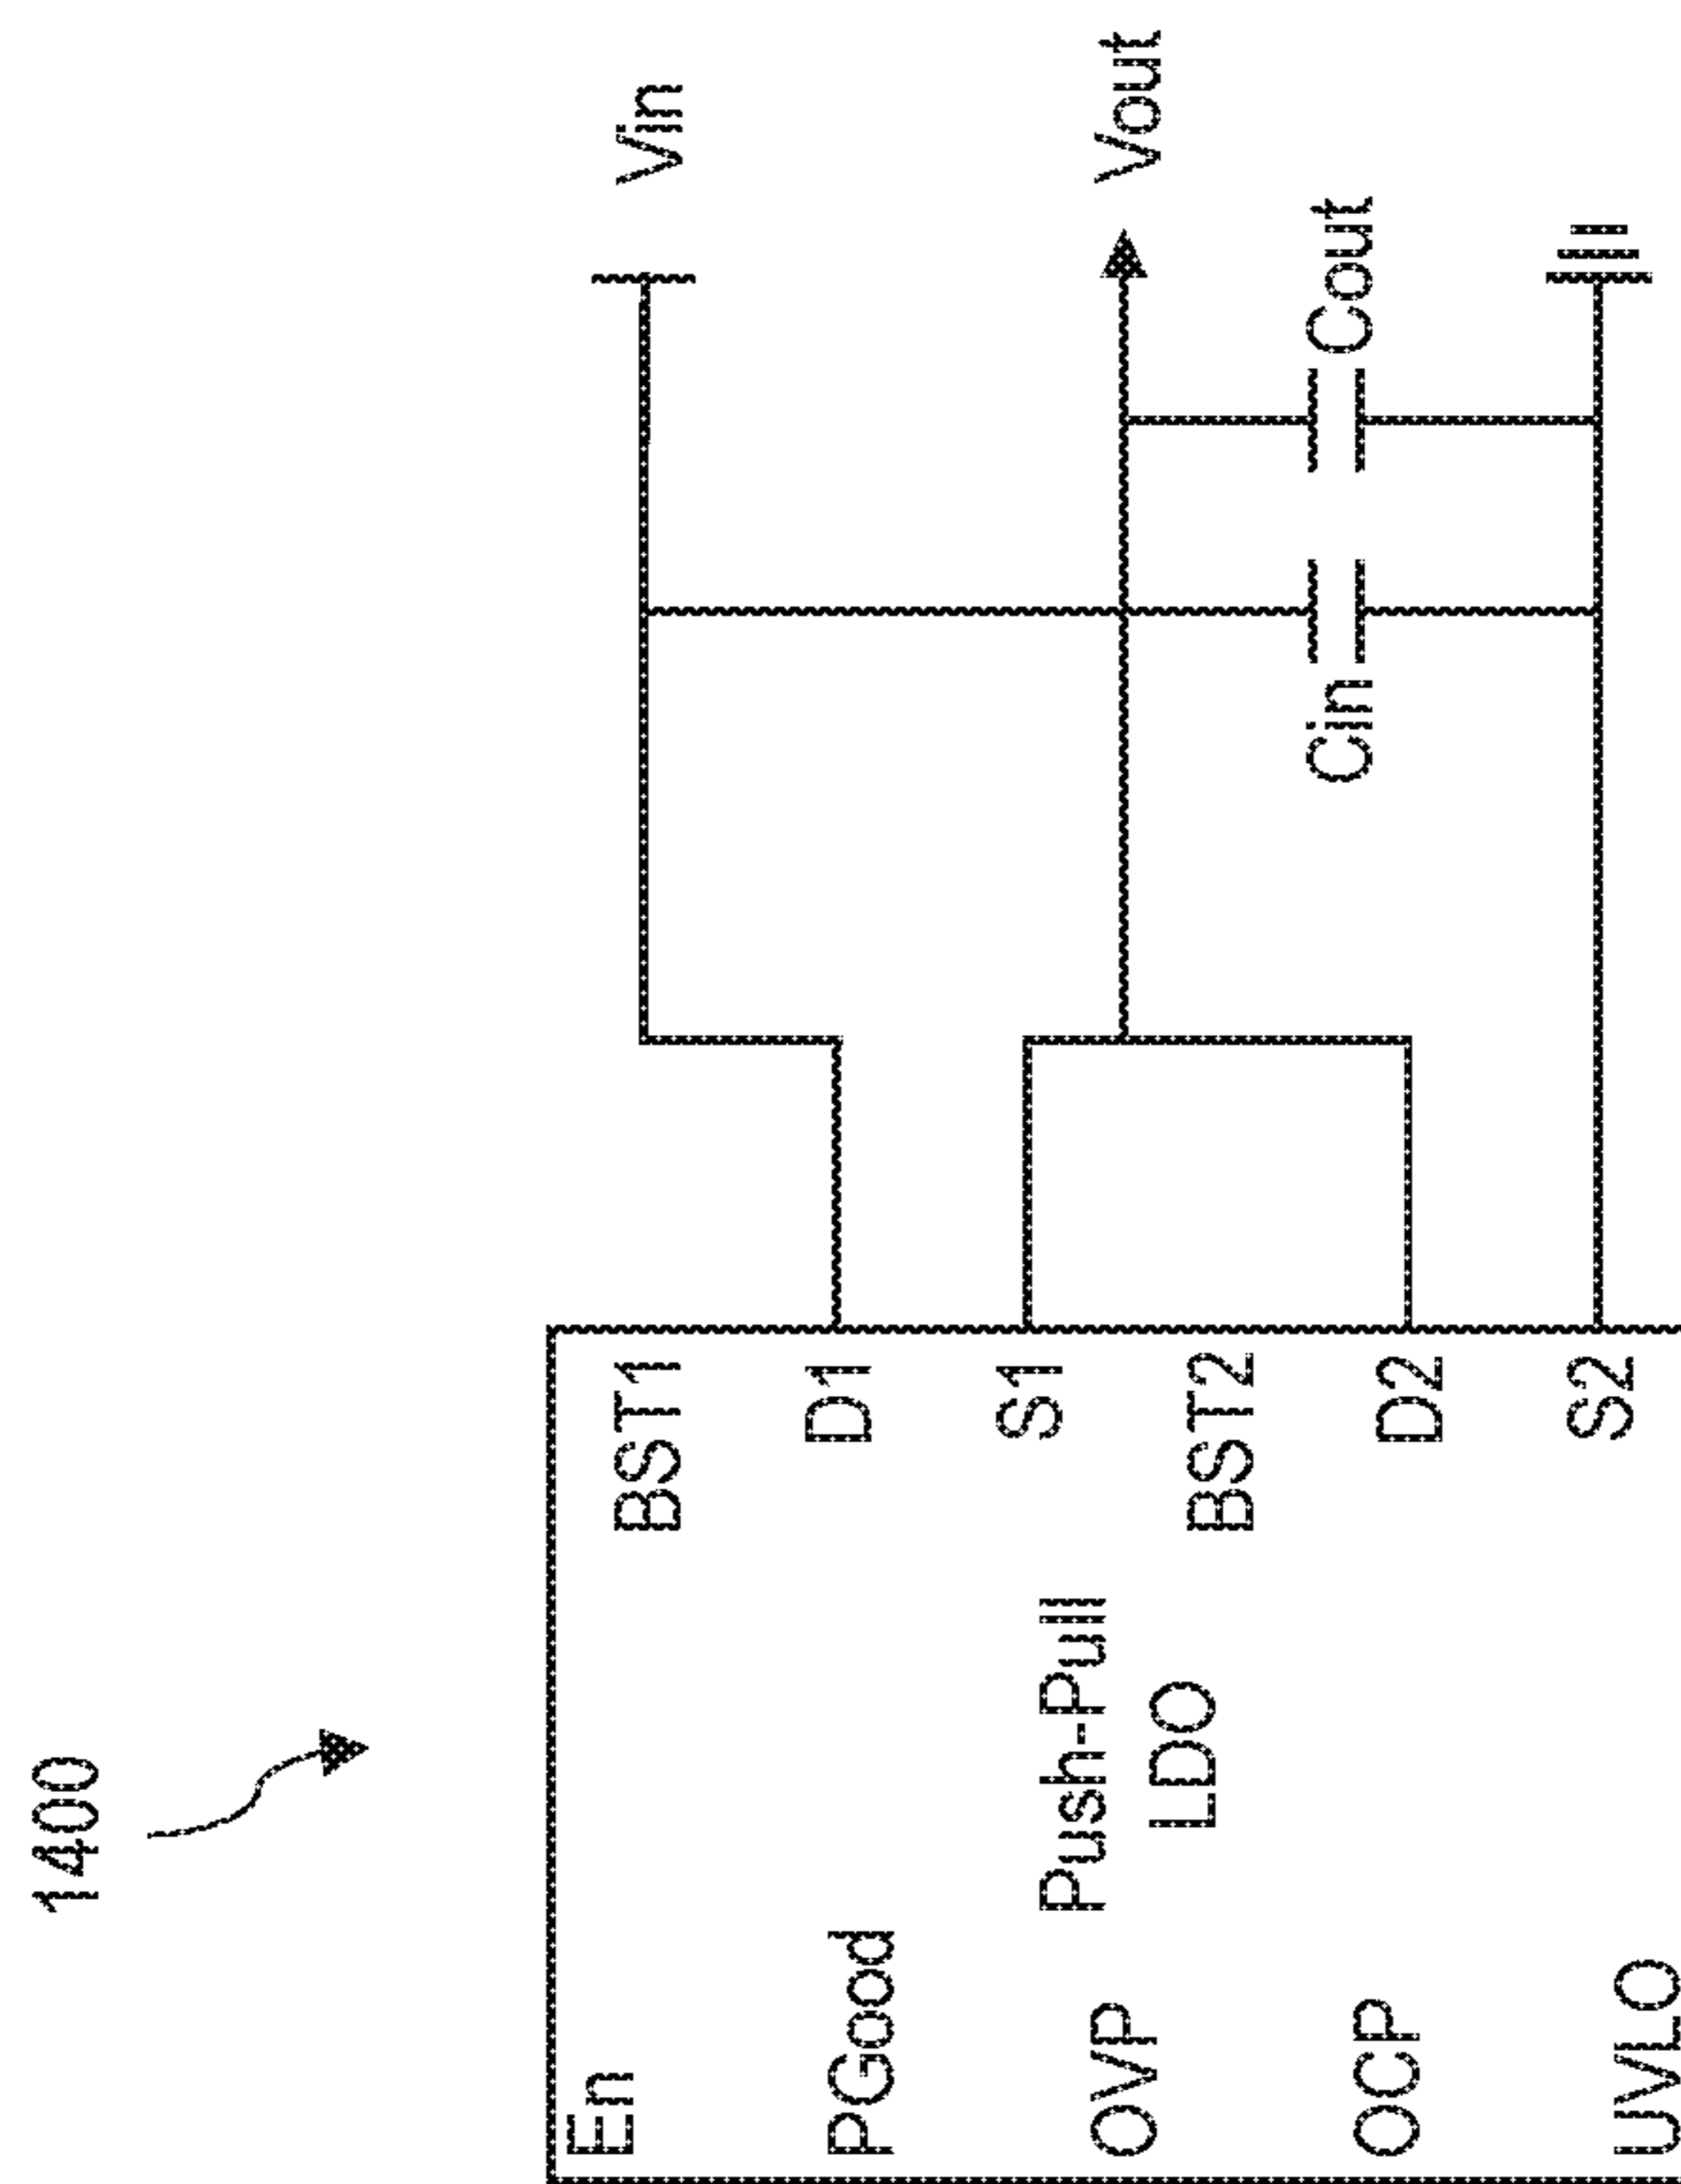 1400
En
BST1
Vin
PGood
D1
Push-Pull
LDO
S1
OVP
BST2
Vout
OCP
D2
Cin
Cout
UVLO
S2